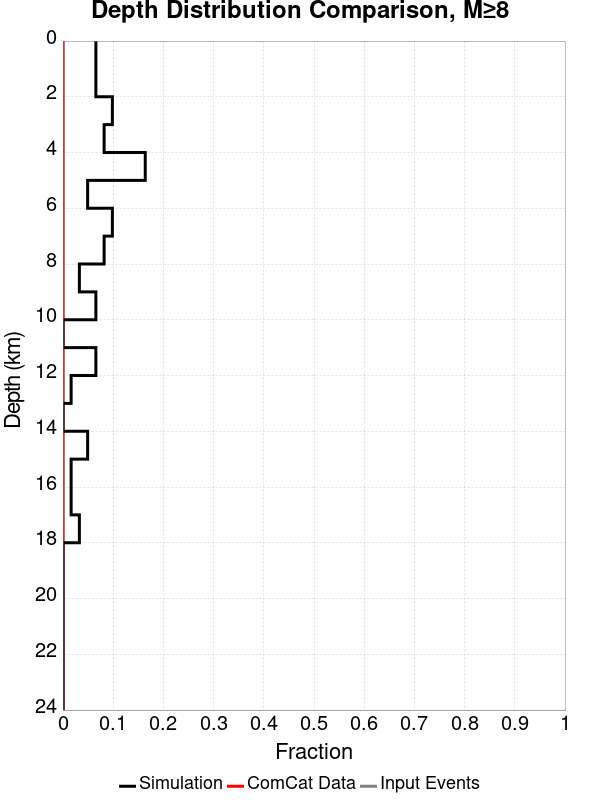 Depth Distribution Comparison, M≥8
0
2
4
6
8
10
12
14
16
18
20
22
24
Depth (km)
0 0.1 0.2 0.3 0.4 0.5 0.6 0.7 0.8 0.9 1
Fraction
Simulation ComCat Data Input Events